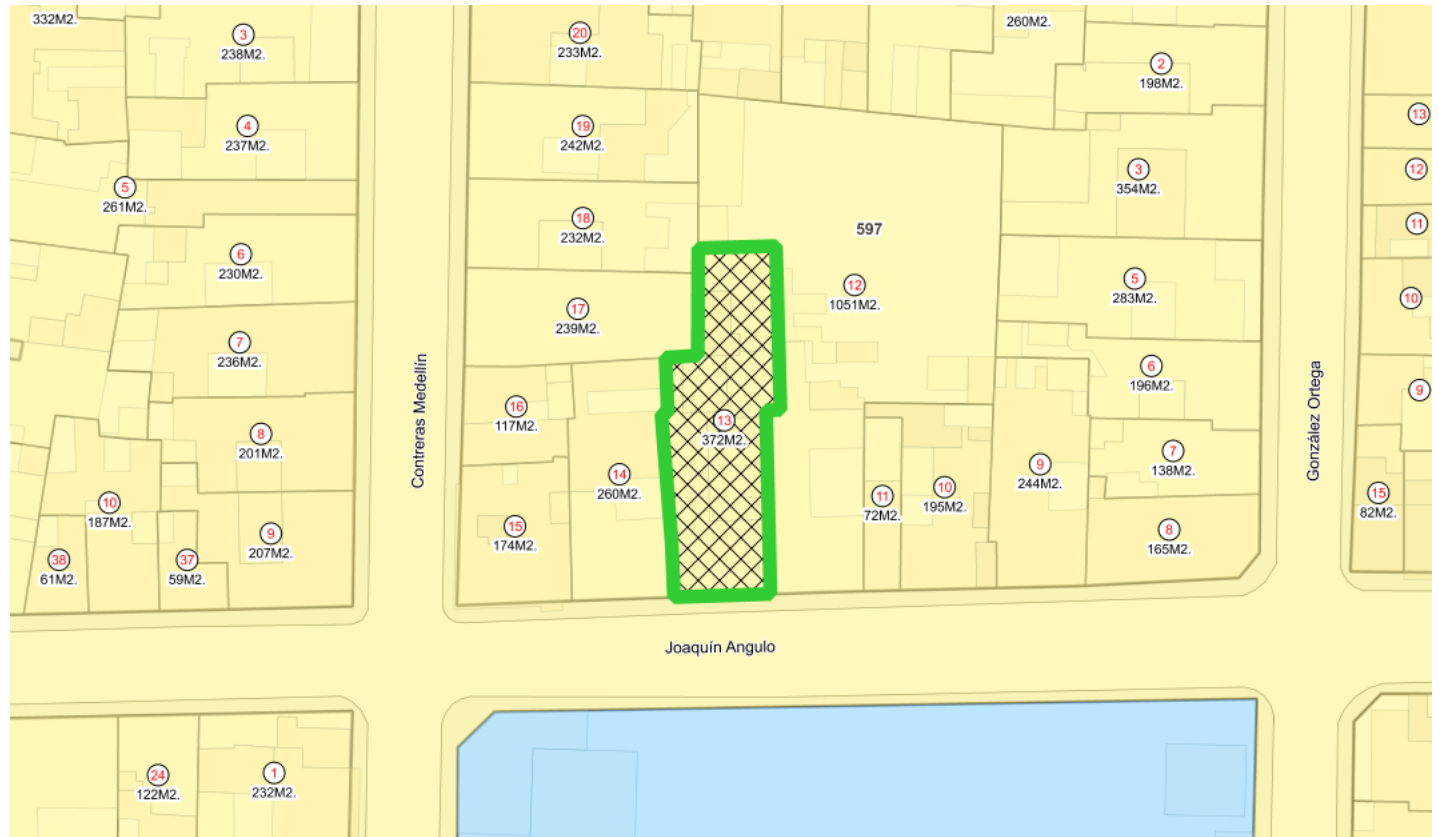 332M2.
3
238M2.
20
233M2.
260M2.
2
198M2.
4
237M2.
19
242M2.
13
3
354M2.
12
5
261M2.
18
232M2.
11
597
6
230M2.
12
1051M2.
5
283M2.
10
17
239M2.
7
236M2.
6
196M2.
9
Contreras Medellín
González Ortega
16
117M2.
13
372M2.
8
201M2.
7
138M2.
14
260M2.
9
244M2.
11
72M2.
10
195M2.
15
82M2.
10
187M2.
15
174M2.
8
165M2.
9
207M2.
38
61M2.
37
59M2.
Joaquín Angulo
24
122M2.
1
232M2.